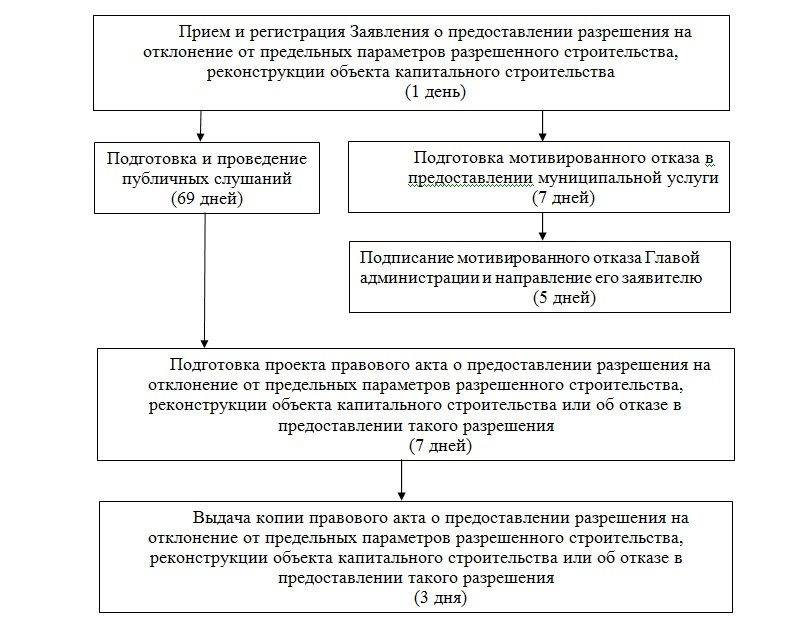 Прием и регистрация Заявления о предоставлении разрешения на
отклонение от предельных параметров разрешенного строительства,
реконструкции объекта капитального строительства
(1 день)
Подготовка и проведение
публичных слушаний
(69 дней)
Подготовка мотивированного отказа в
предоставлении муниципальной услуги
(7 дней)
Подписание мотивированного отказа Главой
администрации и направление его заявителю
(5 дней)
Подготовка проекта правового акта о предоставлении разрешения на
отклонение от предельных параметров разрешенного строительства,
реконструкции объекта капитального строительства или об отказе в
предоставлении такого разрешения
(7 дней)
Выдача копии правового акта о предоставлении разрешения на
отклонение от предельных параметров разрешенного строительства,
реконструкции объекта капитального строительства или об отказе в
предоставлении такого разрешения
(3 дня)